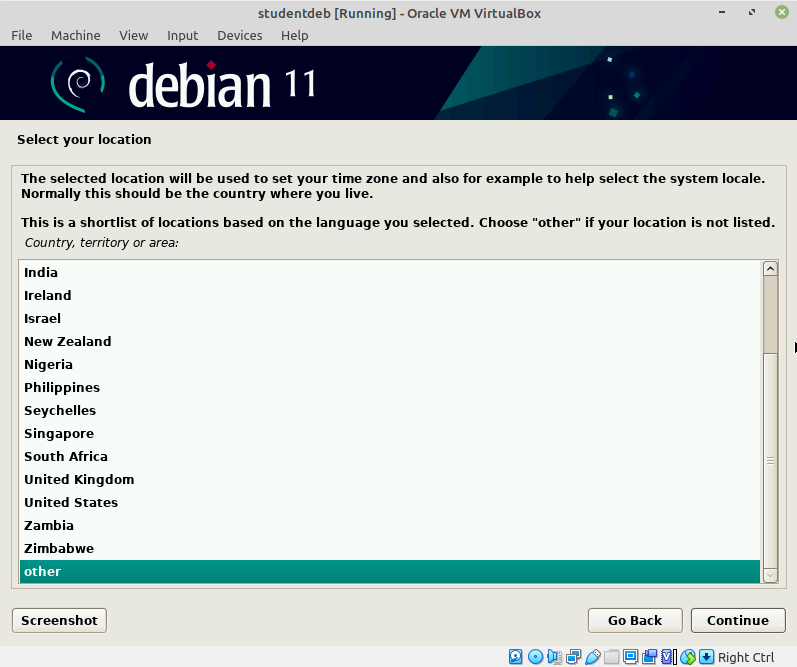 studentdeb [Running] - Oracle VM VirtualBox
File Machine View Input Devices Help
debian 11
Select your location
The selected location will be used to set your time zone and also for example to help select the system locale.
Normally this should be the country where you live.
This is a shortlist of locations based on the language you selected. Choose "other" if your location is not listed.
Country, territory or area:
India
Ireland
Israel
New Zealand
Nigeria
Philippines
Seychelles
Singapore
South Africa
United Kingdom
United States
Zambia
Zimbabwe
other
Screenshot Go Back Continue
Right Ctrl